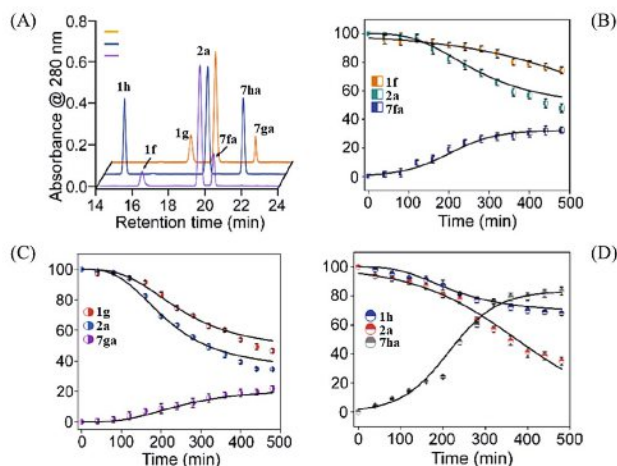 (A)
0.8
0.6
0.4
0.2
0.0
Absorbance @ 280 nm
1h
1f
1g
2a
7fa
7ha
7ga
14 16 18 20 22 24
Retention time (min)
(B)
100
80
60
40
20
0
1f
2a
7fa
0 100 200 300 400 500
Time (min)
(C)
100
80
60
40
20
0
1g
2a
7ga
0 100 200 300 400 500
Time (min)
(D)
100
80
60
40
20
0
1h
2a
7ha
0 100 200 300 400 500
Time (min)